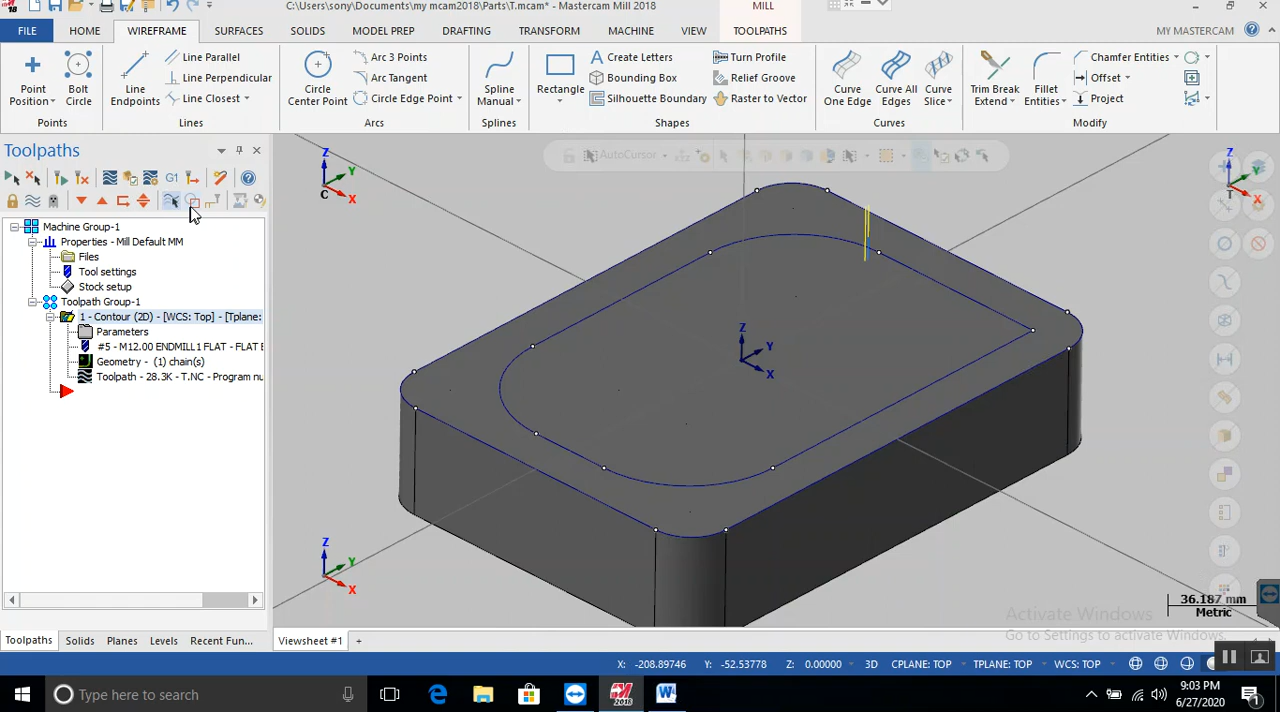 C:\Users\sony\Documents\my mcam2018\Parts\T.mcam* - Mastercam Mill 2018
MILL
FILE HOME WIREFRAME SURFACES SOLIDS MODEL PREP DRAFTING TRANSFORM MACHINE VIEW TOOLPATHS MY MASTERCAM
Line Parallel Arc 3 Points Create Letters Turn Profile Chamfer Entities
Line Perpendicular Arc Tangent Bounding Box Relief Groove Offset
Line Closest Circle Edge Point Silhouette Boundary Raster to Vector Project
Point Bolt Line Circle Spline Rectangle Curve Curve All Curve Trim Break Fillet
Position Circle Endpoints Center Point Manual One Edge Edges Slice Extend Entities
Points Lines Arcs Splines Shapes Curves Modify
Toolpaths
G1
AutoCursor
Machine Group-1
Properties - Mill Default MM
Files
Tool settings
Stock setup
Toolpath Group-1
1 - Contour (2D) - [WCS: Top] - [Tplane:
Parameters
#5 - M12.00 ENDMILL1 FLAT - FLAT E
Geometry - (1) chain(s)
Toolpath - 28.3K - T.NC - Program nu
Z
Y
X
C
Z
Y
X
T
Z
Y
X
Z
Y
X
36.187 mm
Metric
Activate Windows
Go to Settings to activate Windows.
Toolpaths Solids Planes Levels Recent Fun... Viewsheet #1 +
X: -208.89746 Y: -52.53778 Z: 0.00000 3D CPLANE: TOP TPLANE: TOP WCS: TOP
Type here to search
2018
9:03 PM
6/27/2020
1